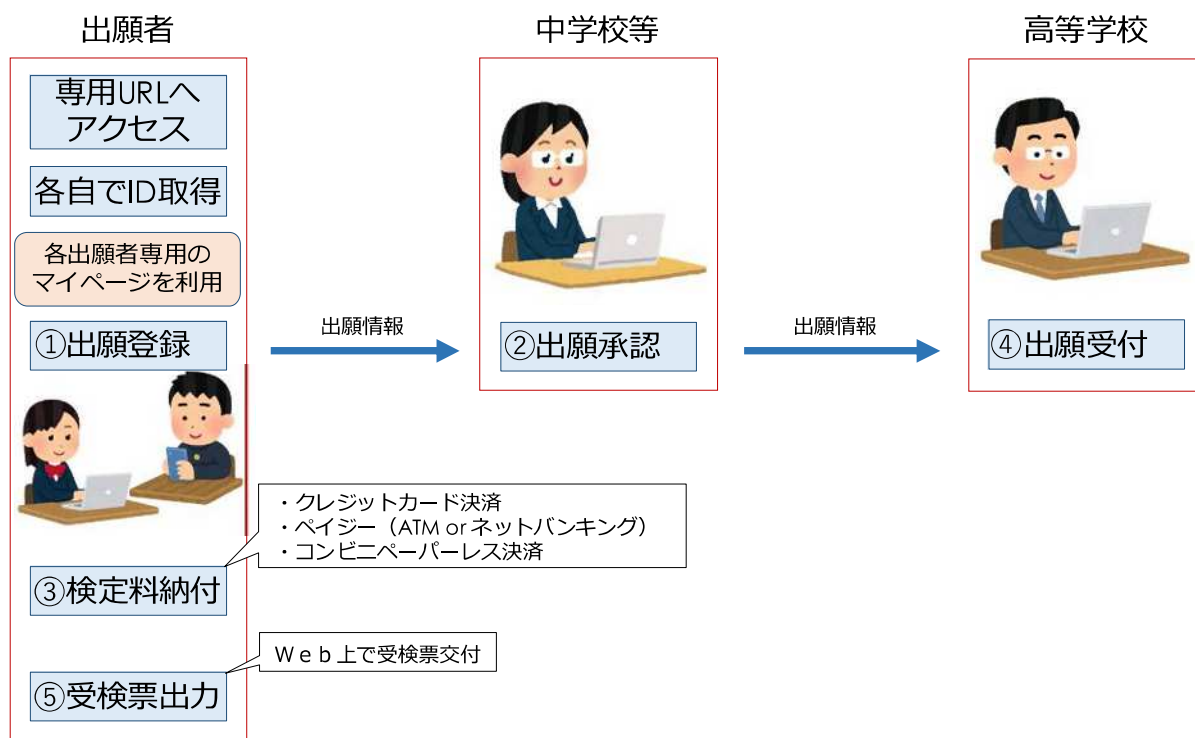 出願者
専用URLへ
アクセス
各自でID取得
各出願者専用の
マイページを利用
①出願登録
出願情報
中学校等
②出願承認
出願情報
高等学校
④出願受付
・クレジットカード決済
・ペイジー（ATM or ネットバンキング）
・コンビニペーパーレス決済
③検定料納付
Ｗｅｂ上で受検票交付
⑤受検票出力